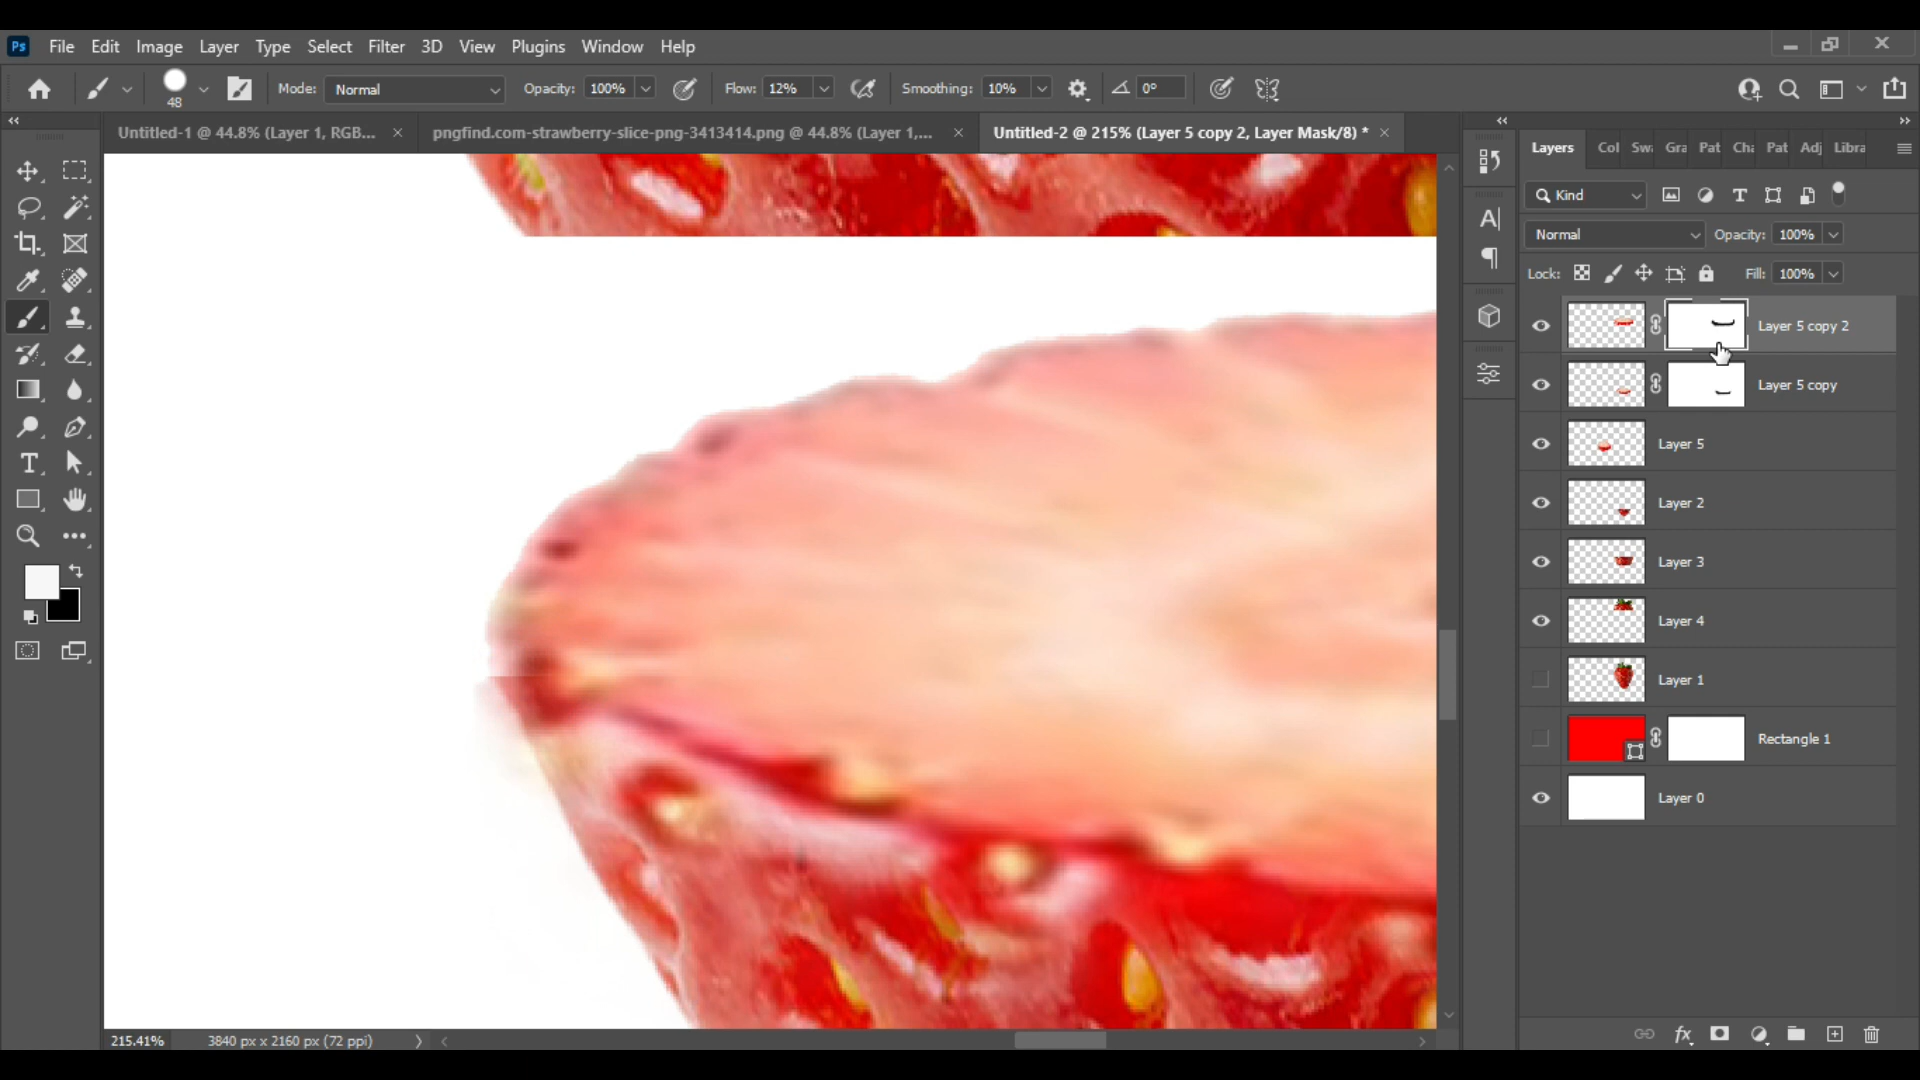 Ps File Edit Image Layer Type Select Filter 3D View Plugins Window Help
48 Mode: Normal Opacity: 100% Flow: 12% Smoothing: 10% 0°
Untitled-1 @ 44.8% (Layer 1, RGB... × pngfind.com-strawberry-slice-png-3413414.png @ 44.8% (Layer 1,... × Untitled-2 @ 215% (Layer 5 copy 2, Layer Mask/8) * ×
Layers Col Swa Gra Pat Cha Pat Adj Libra
Kind
Normal Opacity: 100%
Lock: Fill: 100%
Layer 5 copy 2
Layer 5 copy
Layer 5
Layer 2
Layer 3
Layer 4
Layer 1
Rectangle 1
Layer 0
215.41% 3840 px x 2160 px (72 ppi)